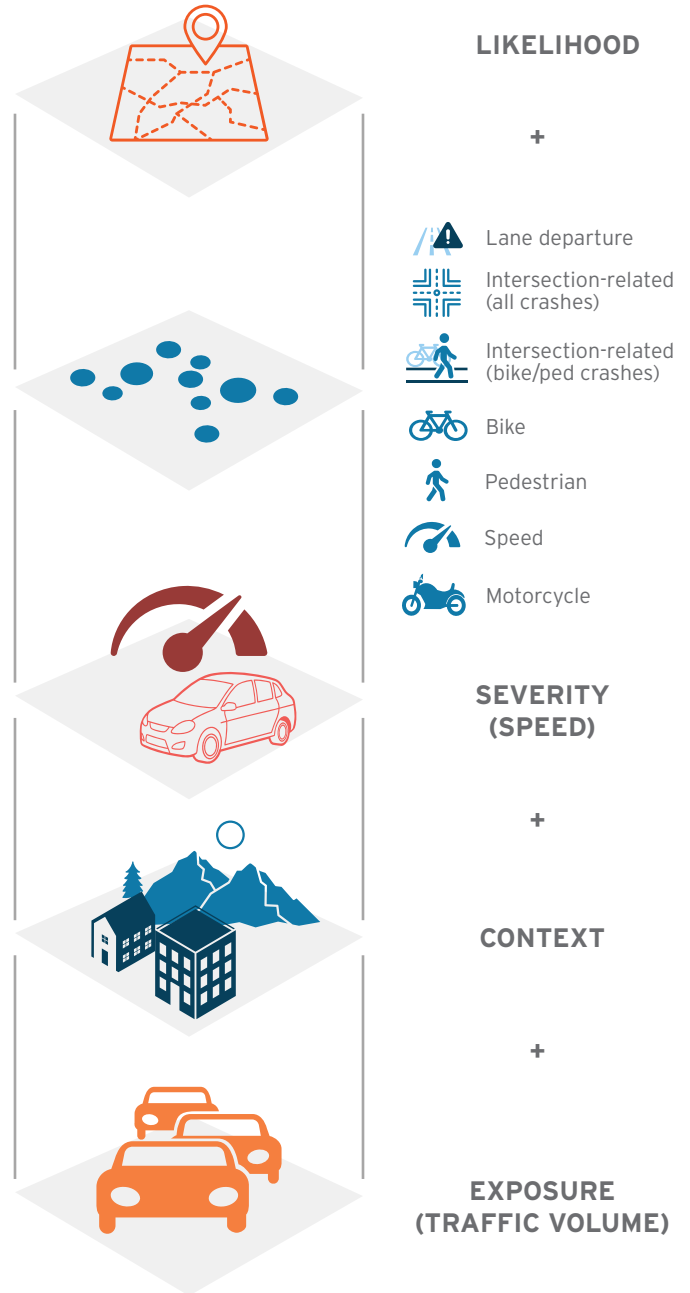 LIKELIHOOD
+
Lane departure
Intersection-related
(all crashes)
Intersection-related
(bike/ped crashes)
Bike
Pedestrian
Speed
Motorcycle
SEVERITY
(SPEED)
+
CONTEXT
+
EXPOSURE
(TRAFFIC VOLUME)